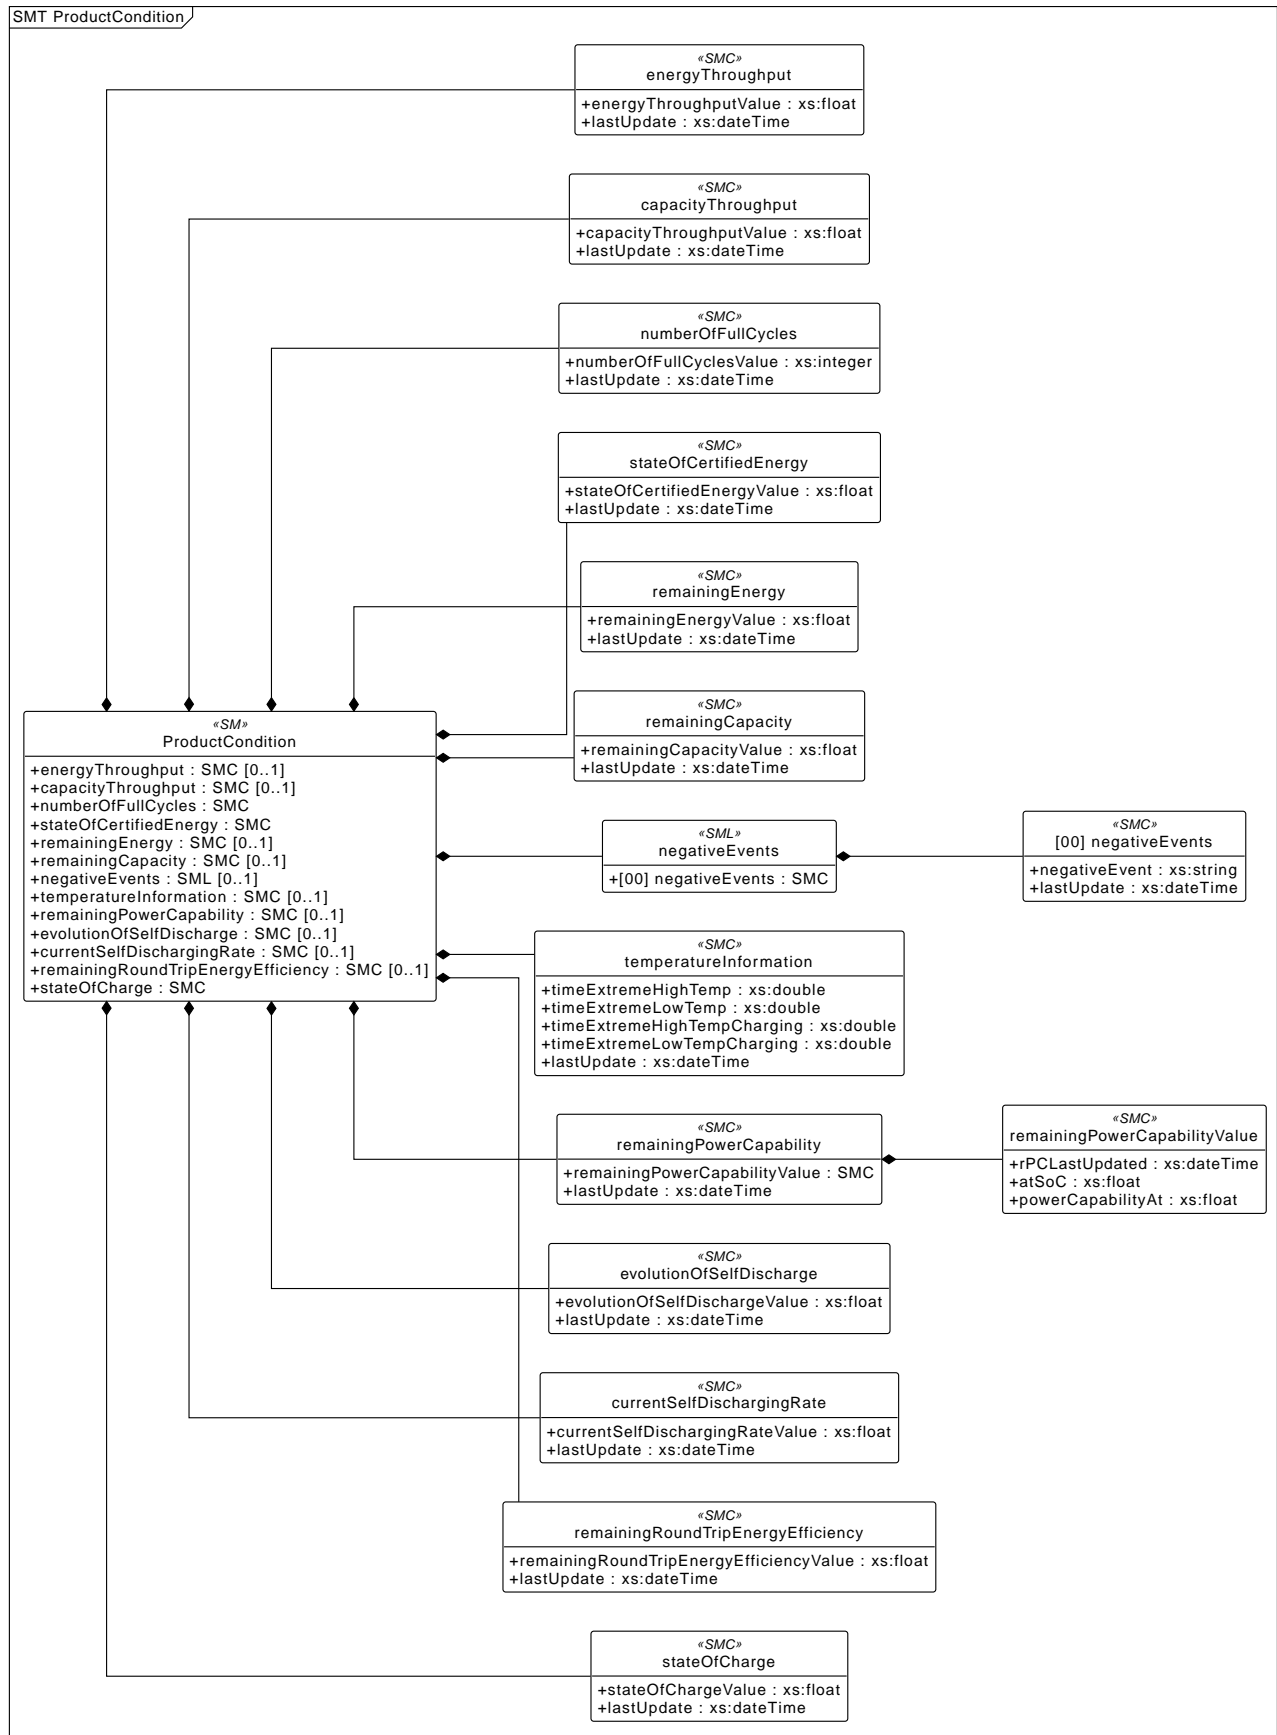 SMT ProductCondition
«SMC»
energyThroughput
+energyThroughputValue : xs:float
+lastUpdate : xs:dateTime
«SMC»
capacityThroughput
+capacityThroughputValue : xs:float
+lastUpdate : xs:dateTime
«SMC»
numberOfFullCycles
+numberOfFullCyclesValue : xs:integer
+lastUpdate : xs:dateTime
«SMC»
stateOfCertifiedEnergy
+stateOfCertifiedEnergyValue : xs:float
+lastUpdate : xs:dateTime
«SMC»
remainingEnergy
+remainingEnergyValue : xs:float
+lastUpdate : xs:dateTime
«SMC»
remainingCapacity
+remainingCapacityValue : xs:float
+lastUpdate : xs:dateTime
«SM»
ProductCondition
+energyThroughput : SMC [0..1]
+capacityThroughput : SMC [0..1]
+numberOfFullCycles : SMC
+stateOfCertifiedEnergy : SMC
+remainingEnergy : SMC [0..1]
+remainingCapacity : SMC [0..1]
+negativeEvents : SML [0..1]
+temperatureInformation : SMC [0..1]
+remainingPowerCapability : SMC [0..1]
+evolutionOfSelfDischarge : SMC [0..1]
+currentSelfDischargingRate : SMC [0..1]
+remainingRoundTripEnergyEfficiency : SMC [0..1]
+stateOfCharge : SMC
«SML»
negativeEvents
+[00] negativeEvents : SMC
«SMC»
[00] negativeEvents
+negativeEvent : xs:string
+lastUpdate : xs:dateTime
«SMC»
temperatureInformation
+timeExtremeHighTemp : xs:double
+timeExtremeLowTemp : xs:double
+timeExtremeHighTempCharging : xs:double
+timeExtremeLowTempCharging : xs:double
+lastUpdate : xs:dateTime
«SMC»
remainingPowerCapability
+remainingPowerCapabilityValue : SMC
+lastUpdate : xs:dateTime
«SMC»
remainingPowerCapabilityValue
+rPCLastUpdated : xs:dateTime
+atSoC : xs:float
+powerCapabilityAt : xs:float
«SMC»
evolutionOfSelfDischarge
+evolutionOfSelfDischargeValue : xs:float
+lastUpdate : xs:dateTime
«SMC»
currentSelfDischargingRate
+currentSelfDischargingRateValue : xs:float
+lastUpdate : xs:dateTime
«SMC»
remainingRoundTripEnergyEfficiency
+remainingRoundTripEnergyEfficiencyValue : xs:float
+lastUpdate : xs:dateTime
«SMC»
stateOfCharge
+stateOfChargeValue : xs:float
+lastUpdate : xs:dateTime